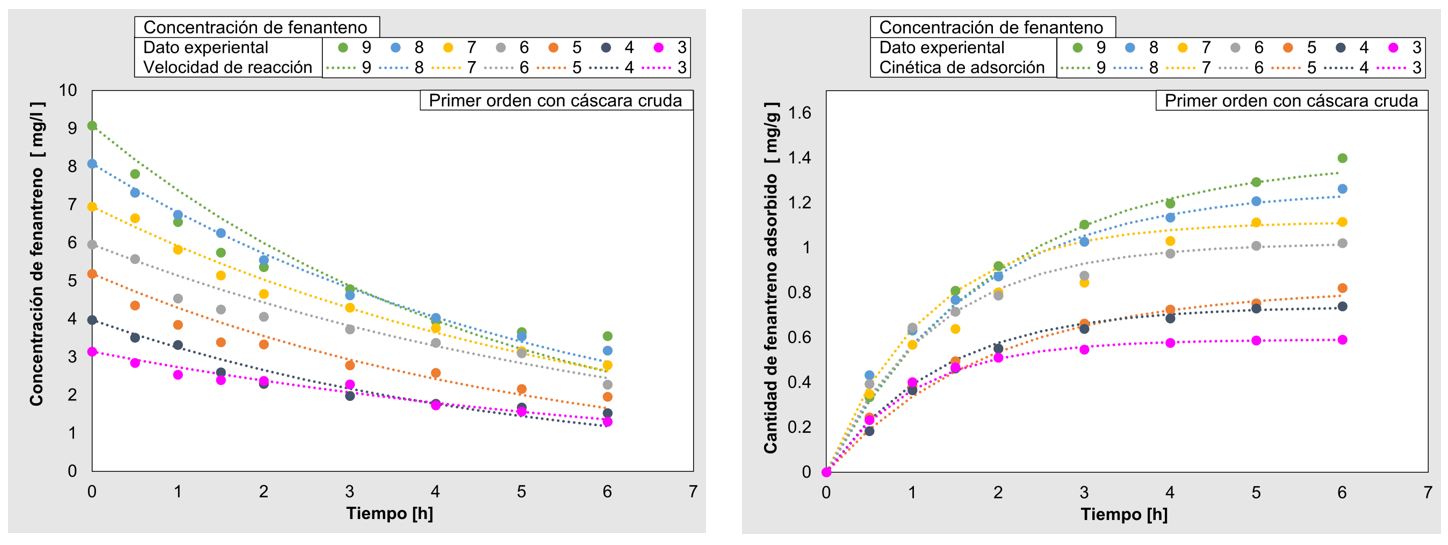 Concentración de fenanteno
Dato experiental 9 8 7 6 5 4 3
Velocidad de reacción 9 8 7 6 5 4 3
Primer orden con cáscara cruda
Concentración de fenantreno [ mg/l ]
10
9
8
7
6
5
4
3
2
1
0
0 1 2 3 4 5 6 7
Tiempo [h]
Concentración de fenanteno
Dato experiental 9 8 7 6 5 4 3
Cinética de adsorción 9 8 7 6 5 4 3
Primer orden con cáscara cruda
Cantidad de fenantreno adsorbido [ mg/g ]
1.6
1.4
1.2
1
0.8
0.6
0.4
0.2
0
0 1 2 3 4 5 6 7
Tiempo [h]